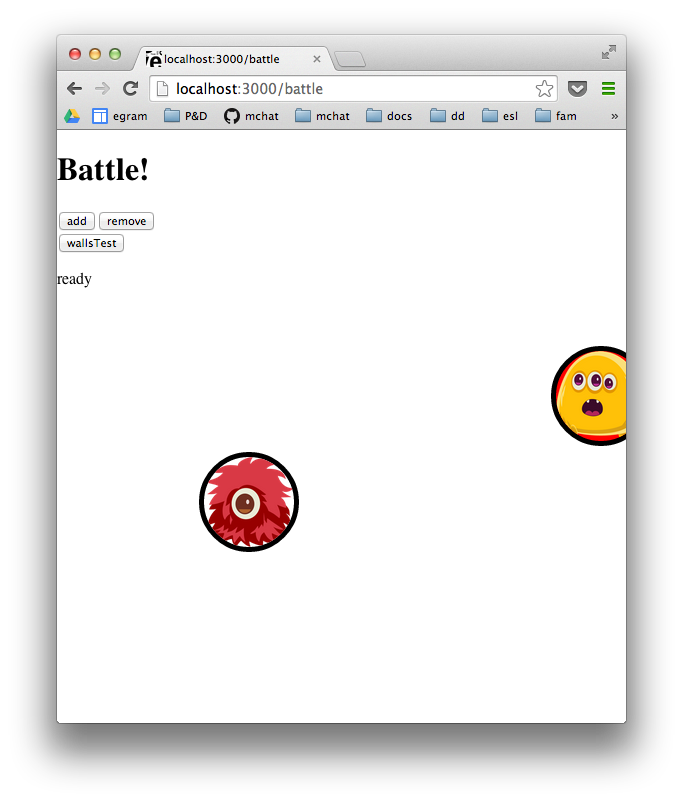 localhost:3000/battle
localhost:3000/battle
egram P&D mchat mchat docs dd esl fam »
Battle!
add remove
wallsTest
ready